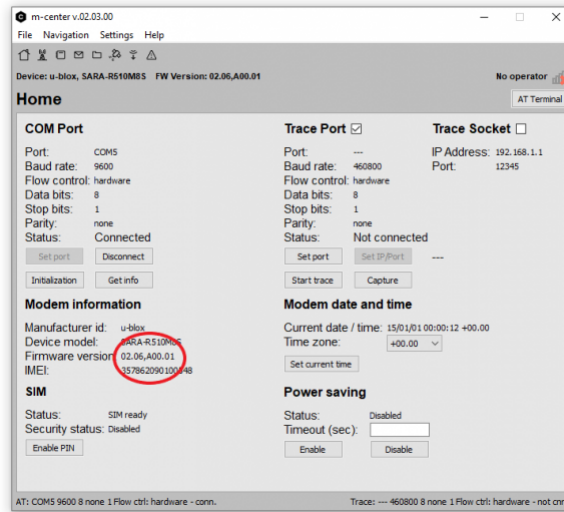 m-center v.02.03.00
File Navigation Settings Help
Device: u-blox, SARA-R510M8S FW Version: 02.06,A00.01 No operator
Home AT Terminal
COM Port Trace Port Trace Socket
Port: COM5 Port: --- IP Address: 192.168.1.1
Baud rate: 9600 Baud rate: 460800 Port: 12345
Flow control: hardware Flow control: hardware
Data bits: 8 Data bits: 8
Stop bits: 1 Stop bits: 1
Parity: none Parity: none
Status: Connected Status: Not connected
Set port Disconnect Set port Set IP/Port ---
Initialization Get info Start trace Capture
Modem information Modem date and time
Manufacturer id: u-blox Current date / time: 15/01/01 00:00:12 +00.00
Device model: SARA-R510M8S Time zone: +00.00
Firmware version: 02.06,A00.01 Set current time
IMEI:
SIM Power saving
Status: SIM ready Status: Disabled
Security status: Disabled Timeout (sec):
Enable PIN Enable Disable
AT: COM5 9600 8 none 1 Flow ctrl: hardware - conn. Trace: --- 460800 8 none 1 Flow ctrl: hardware - not cnn